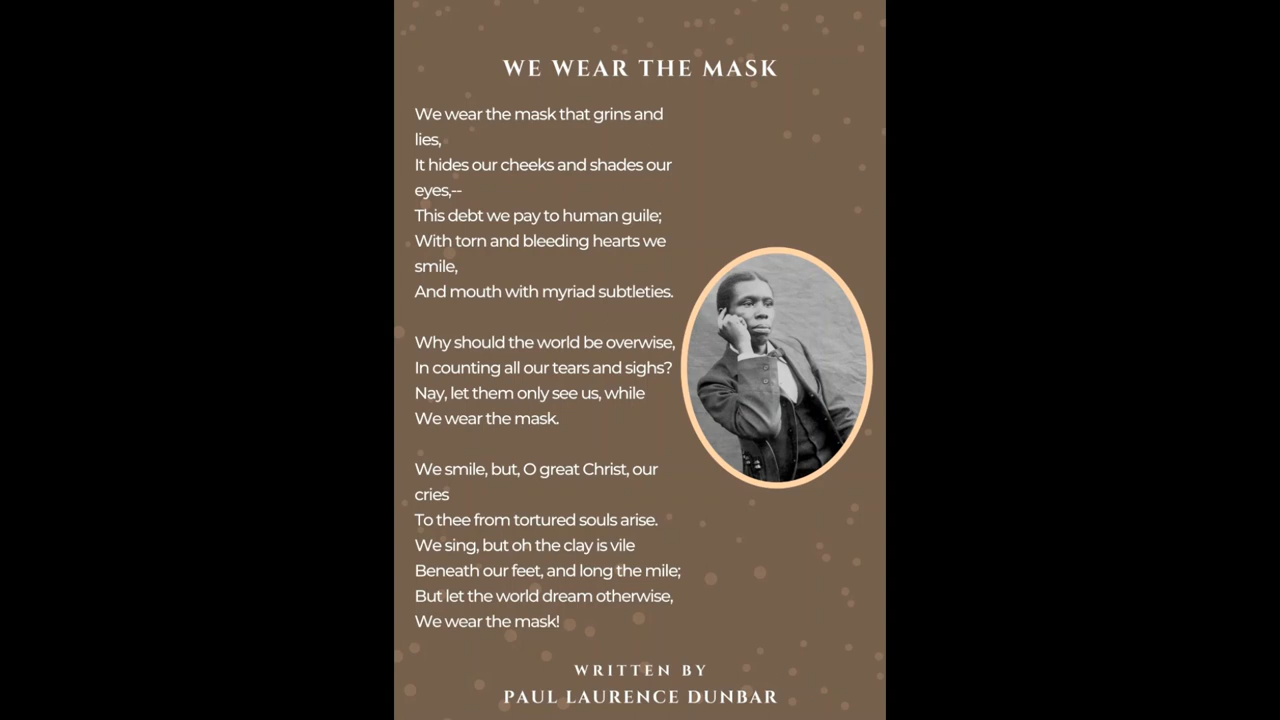 WE WEAR THE MASK
We wear the mask that grins and
lies,
It hides our cheeks and shades our
eyes,--
This debt we pay to human guile;
With torn and bleeding hearts we
smile,
And mouth with myriad subtleties.
Why should the world be overwise,
In counting all our tears and sighs?
Nay, let them only see us, while
We wear the mask.
We smile, but, O great Christ, our
cries
To thee from tortured souls arise.
We sing, but oh the clay is vile
Beneath our feet, and long the mile;
But let the world dream otherwise,
We wear the mask!
WRITTEN BY
PAUL LAURENCE DUNBAR